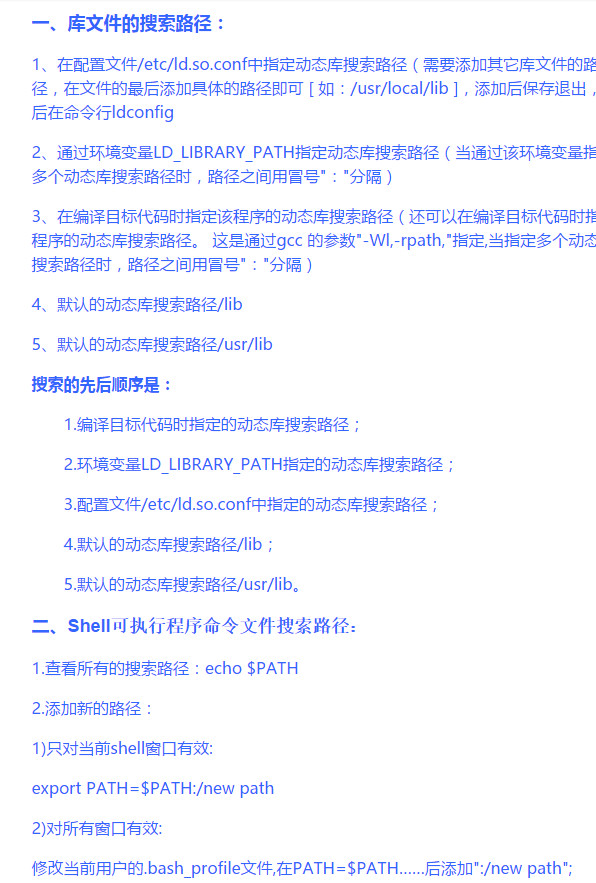 一、库文件的搜索路径：
1、在配置文件/etc/ld.so.conf中指定动态库搜索路径（需要添加其它库文件的路
径，在文件的最后添加具体的路径即可 [ 如：/usr/local/lib ]，添加后保存退出，
后在命令行ldconfig
2、通过环境变量LD_LIBRARY_PATH指定动态库搜索路径（当通过该环境变量指
多个动态库搜索路径时，路径之间用冒号"："分隔）
3、在编译目标代码时指定该程序的动态库搜索路径（还可以在编译目标代码时指
程序的动态库搜索路径。 这是通过gcc 的参数"-Wl,-rpath,"指定,当指定多个动态
搜索路径时，路径之间用冒号"："分隔）
4、默认的动态库搜索路径/lib
5、默认的动态库搜索路径/usr/lib
搜索的先后顺序是：
1.编译目标代码时指定的动态库搜索路径；
2.环境变量LD_LIBRARY_PATH指定的动态库搜索路径；
3.配置文件/etc/ld.so.conf中指定的动态库搜索路径；
4.默认的动态库搜索路径/lib；
5.默认的动态库搜索路径/usr/lib。
二、Shell可执行程序命令文件搜索路径：
1.查看所有的搜索路径：echo $PATH
2.添加新的路径：
1)只对当前shell窗口有效:
export PATH=$PATH:/new path
2)对所有窗口有效:
修改当前用户的.bash_profile文件,在PATH=$PATH……后添加":/new path";